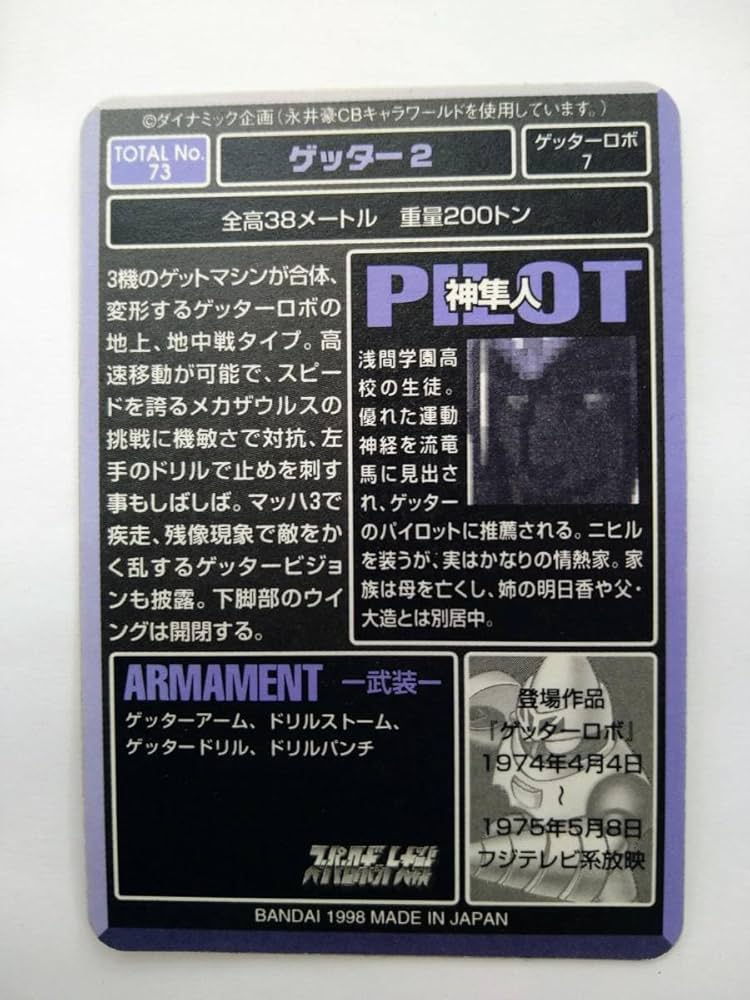 ©ダイナミック企画(永井豪CBキャラワールドを使用しています。)
TOTAL No.
73
ゲッター2
ゲッターロボ
7
全高38メートル 重量200トン
3機のゲットマシンが合体、
変形するゲッターロボの
地上、地中戦タイプ。高
速移動が可能で、スピー
ドを誇るメカザウルスの
挑戦に機敏さで対抗、左
手のドリルで止めを刺す
事もしばしば。マッハ3で
疾走、残像現象で敵をか
く乱するゲッタービジョ
ンも披露。下脚部のウイ
ングは開閉する。
PILOT
神隼人
浅間学園高
校の生徒。
優れた運動
神経を流竜
馬に見出さ
れ、ゲッター
のパイロットに推薦される。ニヒル
を装うが、実はかなりの情熱家。家
族は母を亡くし、姉の明日香や父・
大造とは別居中。
ARMAMENT ー武装ー
ゲッターアーム、ドリルストーム、
ゲッタードリル、ドリルパンチ
登場作品
『ゲッターロボ』
1974年4月4日
～
1975年5月8日
フジテレビ系放映
BANDAI 1998 MADE IN JAPAN